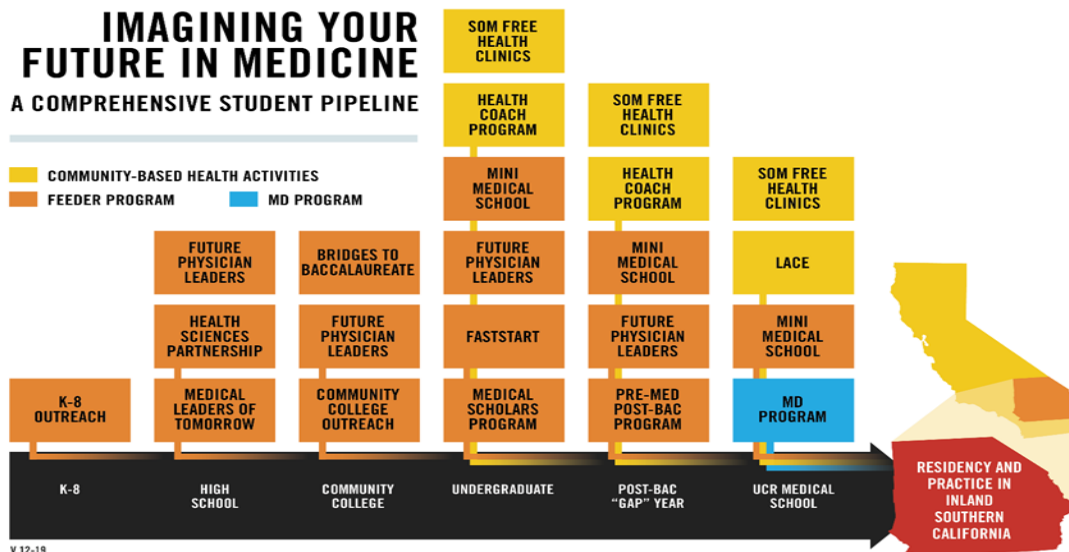 IMAGINING YOUR
FUTURE IN MEDICINE
A COMPREHENSIVE STUDENT PIPELINE
COMMUNITY-BASED HEALTH ACTIVITIES
FEEDER PROGRAM
MD PROGRAM
K-8
OUTREACH
K-8
FUTURE
PHYSICIAN
LEADERS
HEALTH
SCIENCES
PARTNERSHIP
MEDICAL
LEADERS OF
TOMORROW
HIGH
SCHOOL
BRIDGES TO
BACCALAUREATE
FUTURE
PHYSICIAN
LEADERS
COMMUNITY
COLLEGE
OUTREACH
COMMUNITY
COLLEGE
SOM FREE
HEALTH
CLINICS
HEALTH
COACH
PROGRAM
MINI
MEDICAL
SCHOOL
FUTURE
PHYSICIAN
LEADERS
FASTSTART
MEDICAL
SCHOLARS
PROGRAM
UNDERGRADUATE
SOM FREE
HEALTH
CLINICS
HEALTH
COACH
PROGRAM
MINI
MEDICAL
SCHOOL
FUTURE
PHYSICIAN
LEADERS
PRE-MED
POST-BAC
PROGRAM
POST-BAC
“GAP” YEAR
SOM FREE
HEALTH
CLINICS
LACE
MINI
MEDICAL
SCHOOL
MD
PROGRAM
UCR MEDICAL
SCHOOL
RESIDENCY AND
PRACTICE IN
INLAND
SOUTHERN
CALIFORNIA
V 12-19